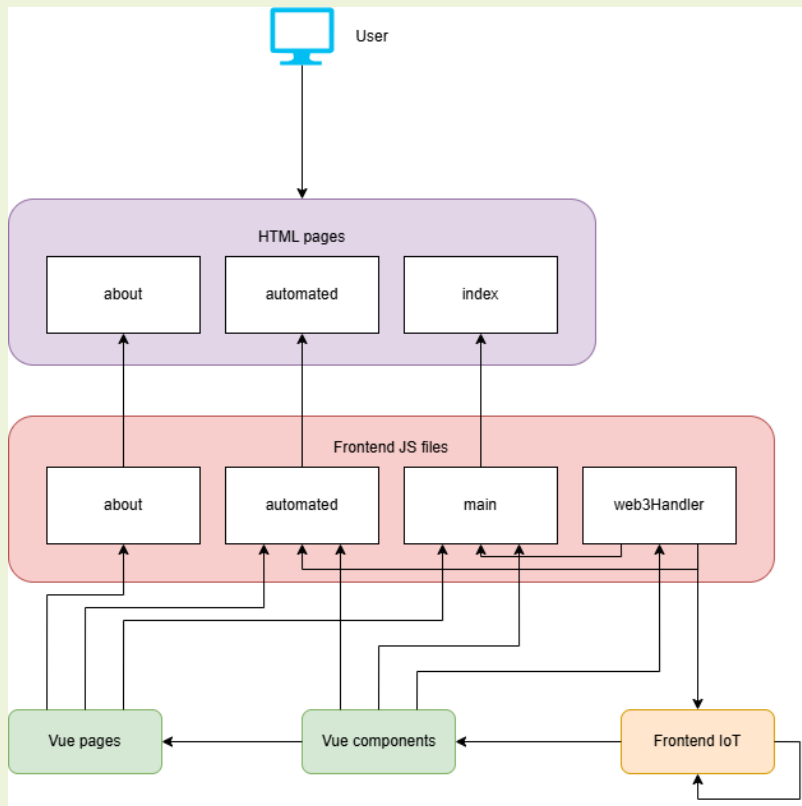 User
HTML pages
about
automated
index
Frontend JS files
about
automated
main
web3Handler
Vue pages
Vue components
Frontend IoT